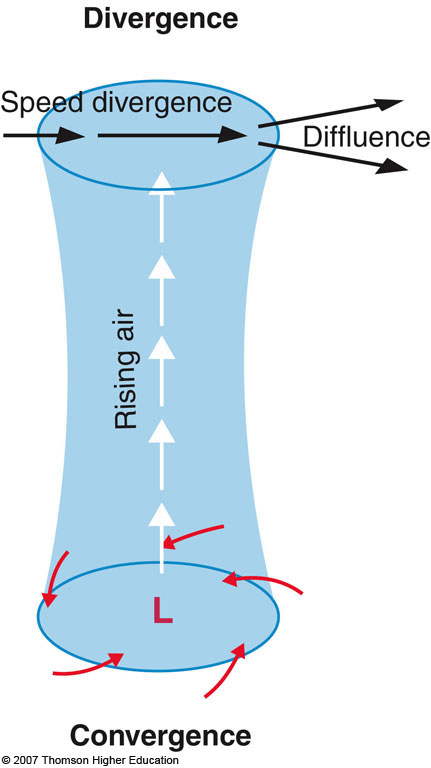 Divergence
Speed divergence
Diffluence
Rising air
L
Convergence
© 2007 Thomson Higher Education